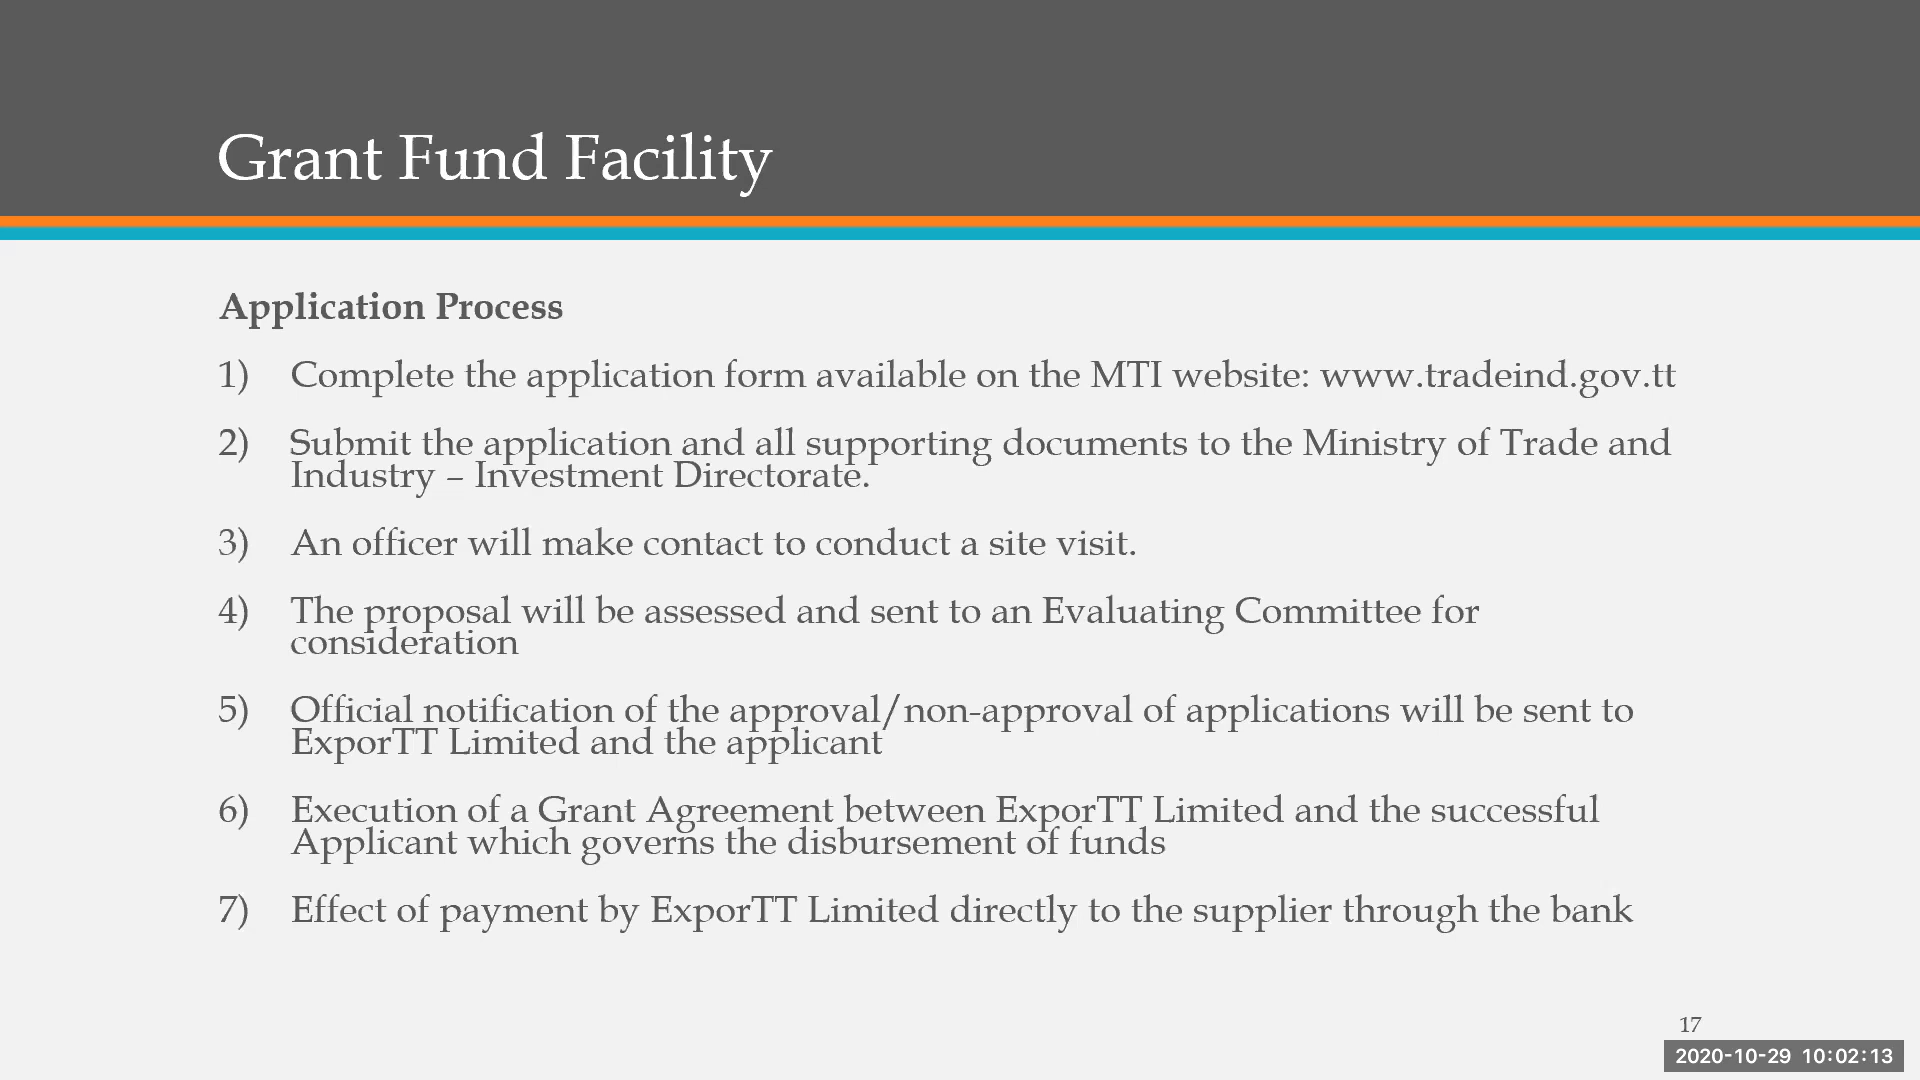 Grant Fund Facility
Application Process
1) Complete the application form available on the MTI website: www.tradeind.gov.tt
2) Submit the application and all supporting documents to the Ministry of Trade and
Industry – Investment Directorate.
3) An officer will make contact to conduct a site visit.
4) The proposal will be assessed and sent to an Evaluating Committee for
consideration
5) Official notification of the approval/non-approval of applications will be sent to
ExporTT Limited and the applicant
6) Execution of a Grant Agreement between ExporTT Limited and the successful
Applicant which governs the disbursement of funds
7) Effect of payment by ExporTT Limited directly to the supplier through the bank
17
2020-10-29 10:02:13